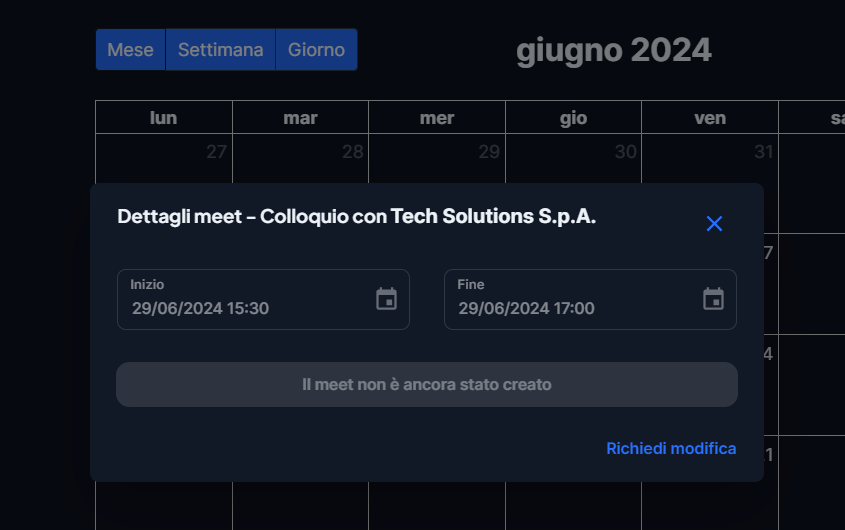 Mese Settimana Giorno
giugno 2024
lun mar mer gio ven sa
27 28 29 30 31
Dettagli meet – Colloquio con Tech Solutions S.p.A.
7
Inizio
29/06/2024 15:30
Fine
29/06/2024 17:00
4
Il meet non è ancora stato creato
Richiedi modifica
21